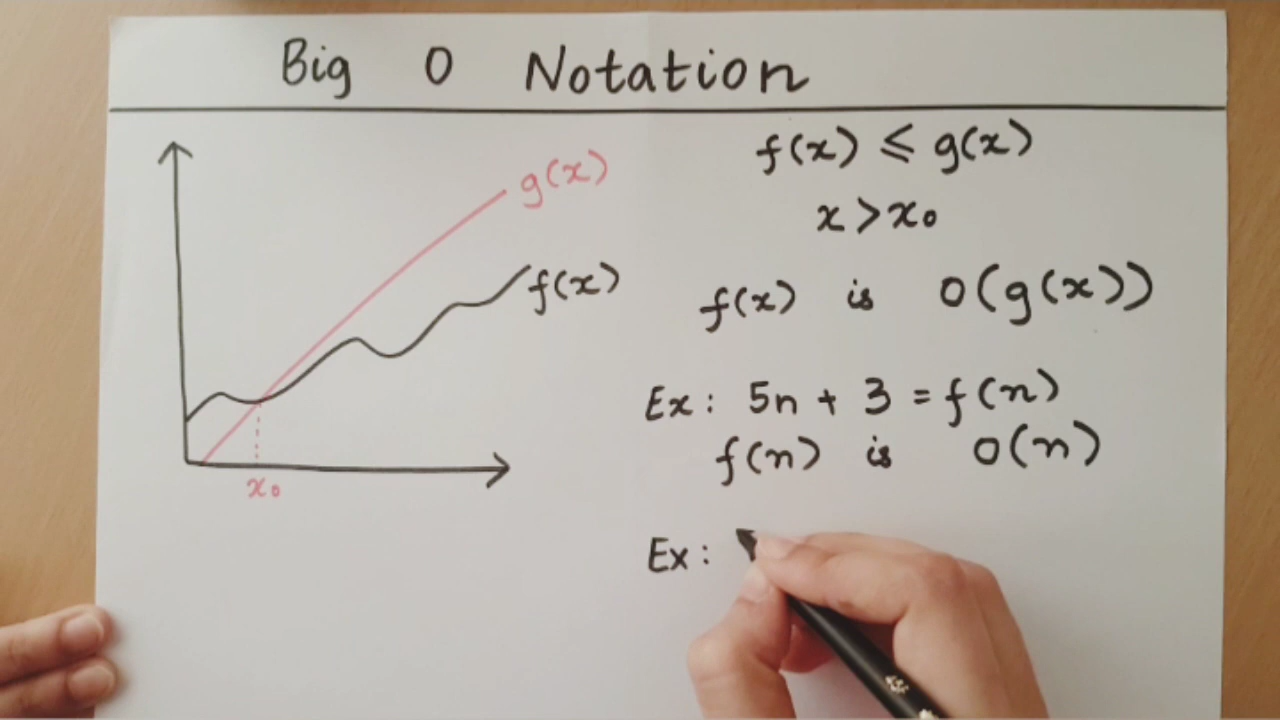 Big O Notation
g(x)
f(x)
x₀
f(x) ≤ g(x)
x > x₀
f(x) is O(g(x))
Ex: 5n + 3 = f(n)
f(n) is O(n)
Ex: